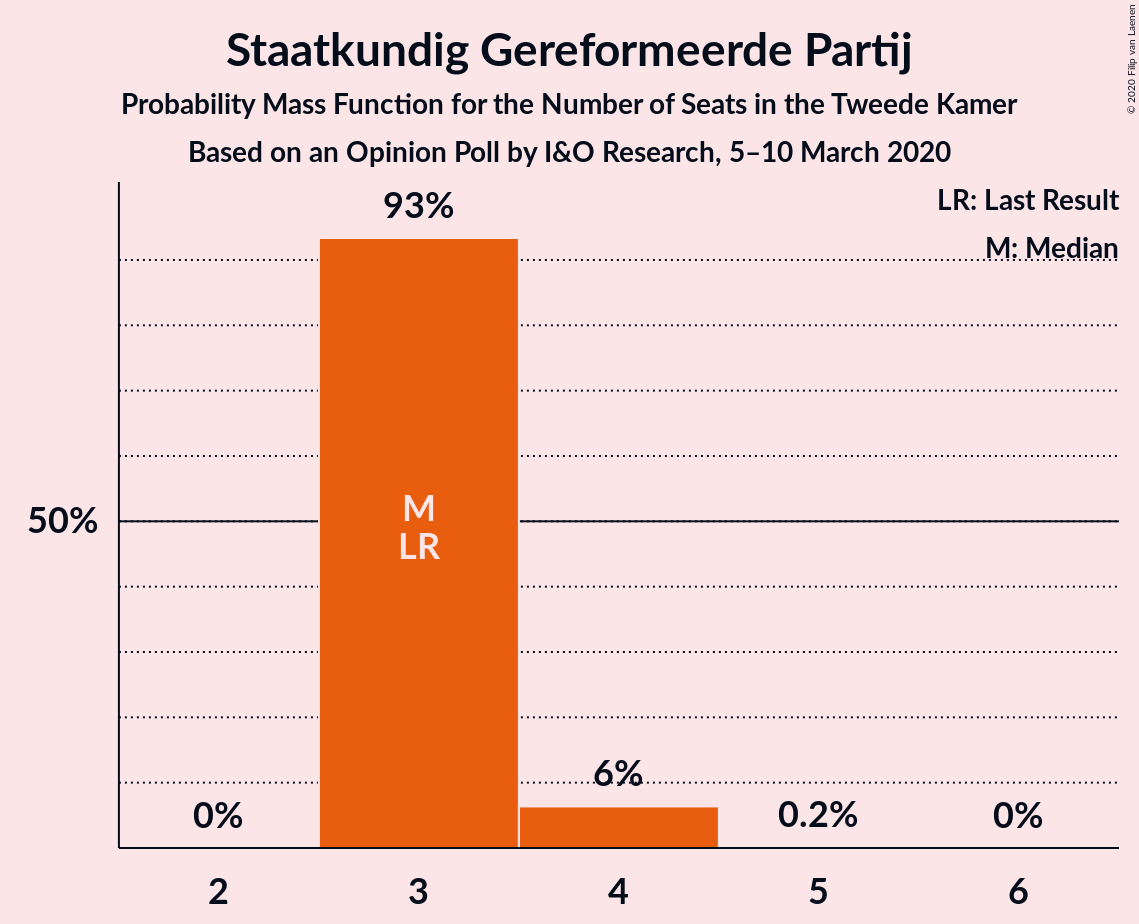 Staatkundig Gereformeerde Partij
Probability Mass Function for the Number of Seats in the Tweede Kamer
Based on an Opinion Poll by I&O Research, 5–10 March 2020
© 2020 Filip van Laenen
LR: Last Result
M: Median
93%
50%
M
LR
6%
0%
0.2%
0%
2
3
4
5
6